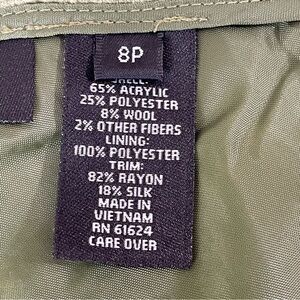 8P
SHELL:
65% ACRYLIC
25% POLYESTER
8% WOOL
2% OTHER FIBERS
LINING:
100% POLYESTER
TRIM:
82% RAYON
18% SILK
MADE IN
VIETNAM
RN 61624
CARE OVER